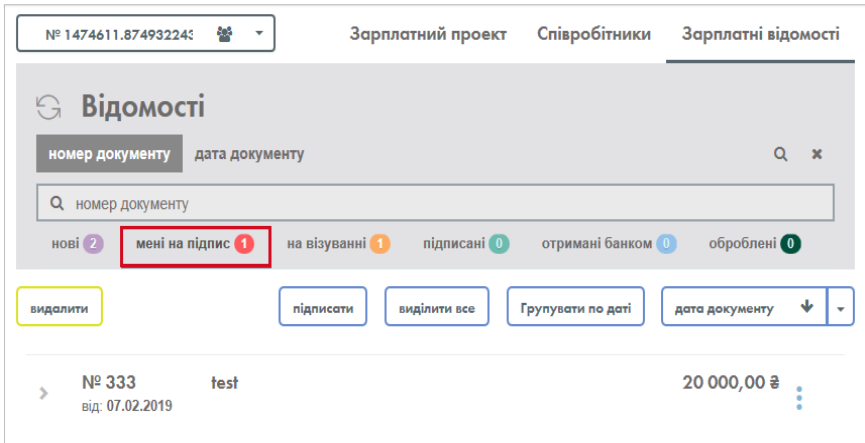 № 1474611.874932243 Зарплатний проект Співробітники Зарплатні відомості
Відомості
номер документу дата документу
номер документу
нові 2 мені на підпис 1 на візуванні 1 підписані 0 отримані банком 0 оброблені 0
видалити підписати виділити все Групувати по даті дата документу
№ 333 test 20 000,00 ₴
від: 07.02.2019